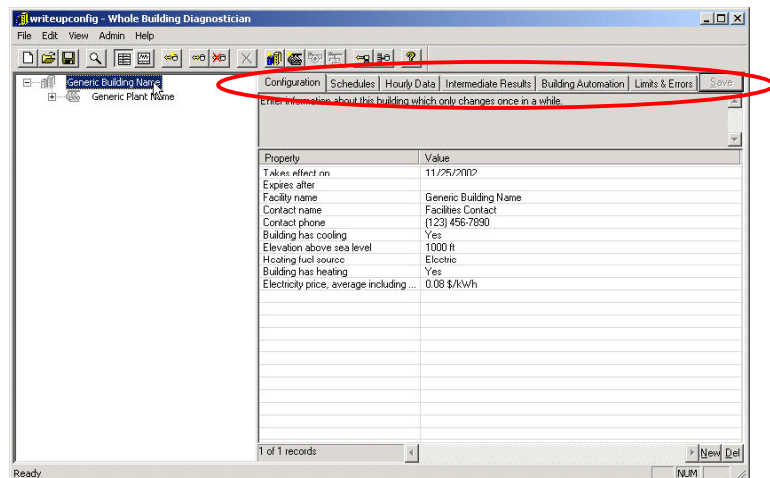 writeupconfig - Whole Building Diagnostician
File Edit View Admin Help
Generic Building Name
Generic Plant Name
Configuration Schedules Hourly Data Intermediate Results Building Automation Limits & Errors Save
Enter information about this building which only changes once in a while.
Property Value
Takes effect on 11/25/2002
Expires after
Facility name Generic Building Name
Contact name Facilities Contact
Contact phone (123) 456-7890
Building has cooling Yes
Elevation above sea level 1000 ft
Heating fuel source Electric
Building has heating Yes
Electricity price, average including ... 0.08 $/kWh
1 of 1 records New Del
Ready NUM